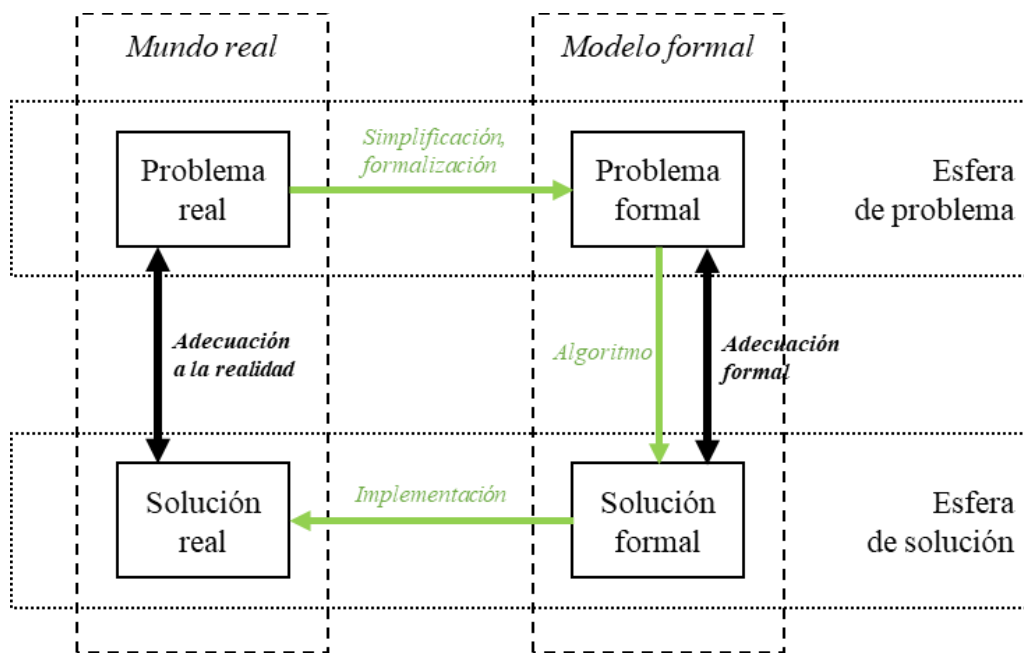 Mundo real
Modelo formal
Simplificación,
formalización
Problema
real
Problema
formal
Esfera
de problema
Adecuación
a la realidad
Algoritmo
Adecuación
formal
Implementación
Solución
real
Solución
formal
Esfera
de solución